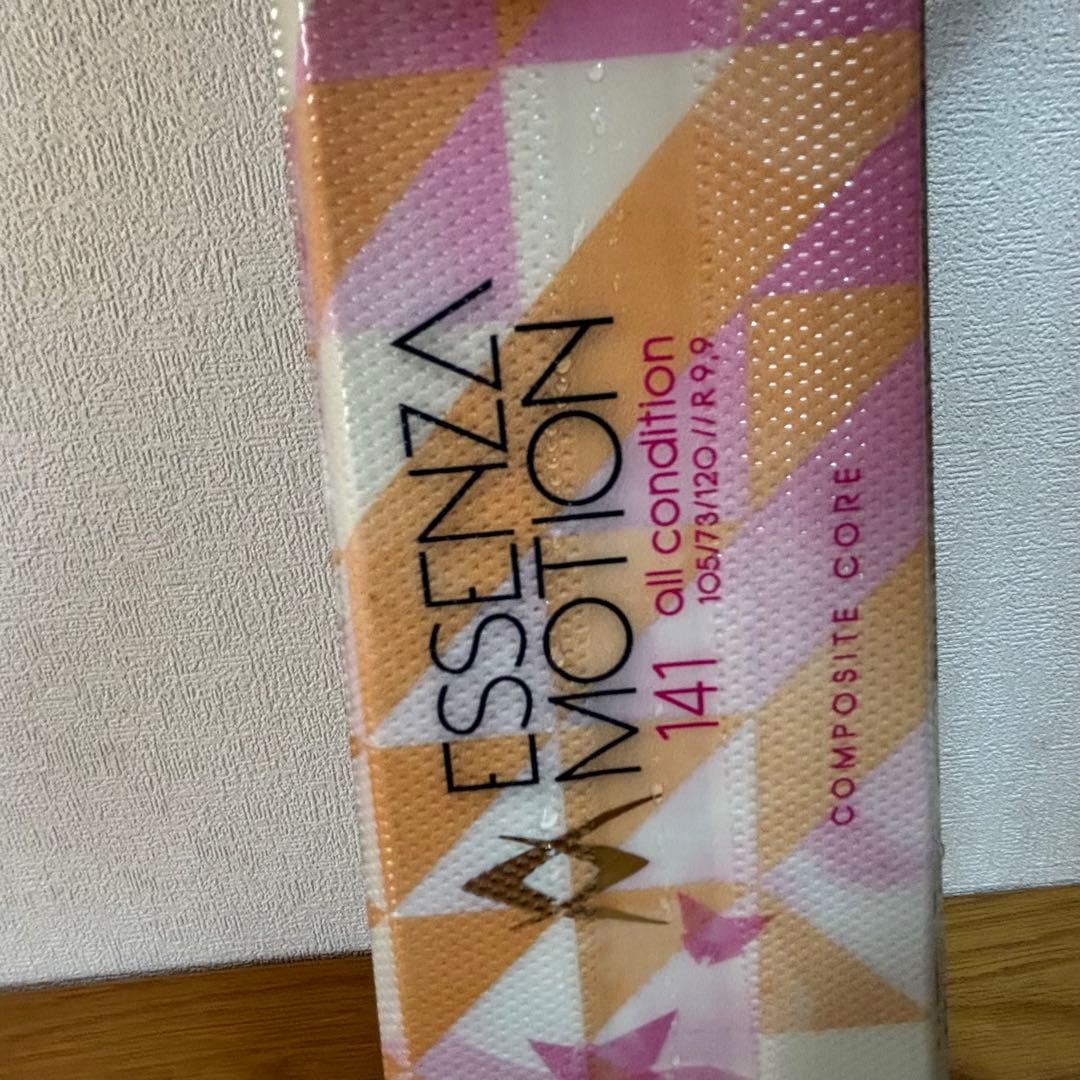 ESSENZA
MOTION
141 all condition
105/73/120//R 9,9
COMPOSITE CORE